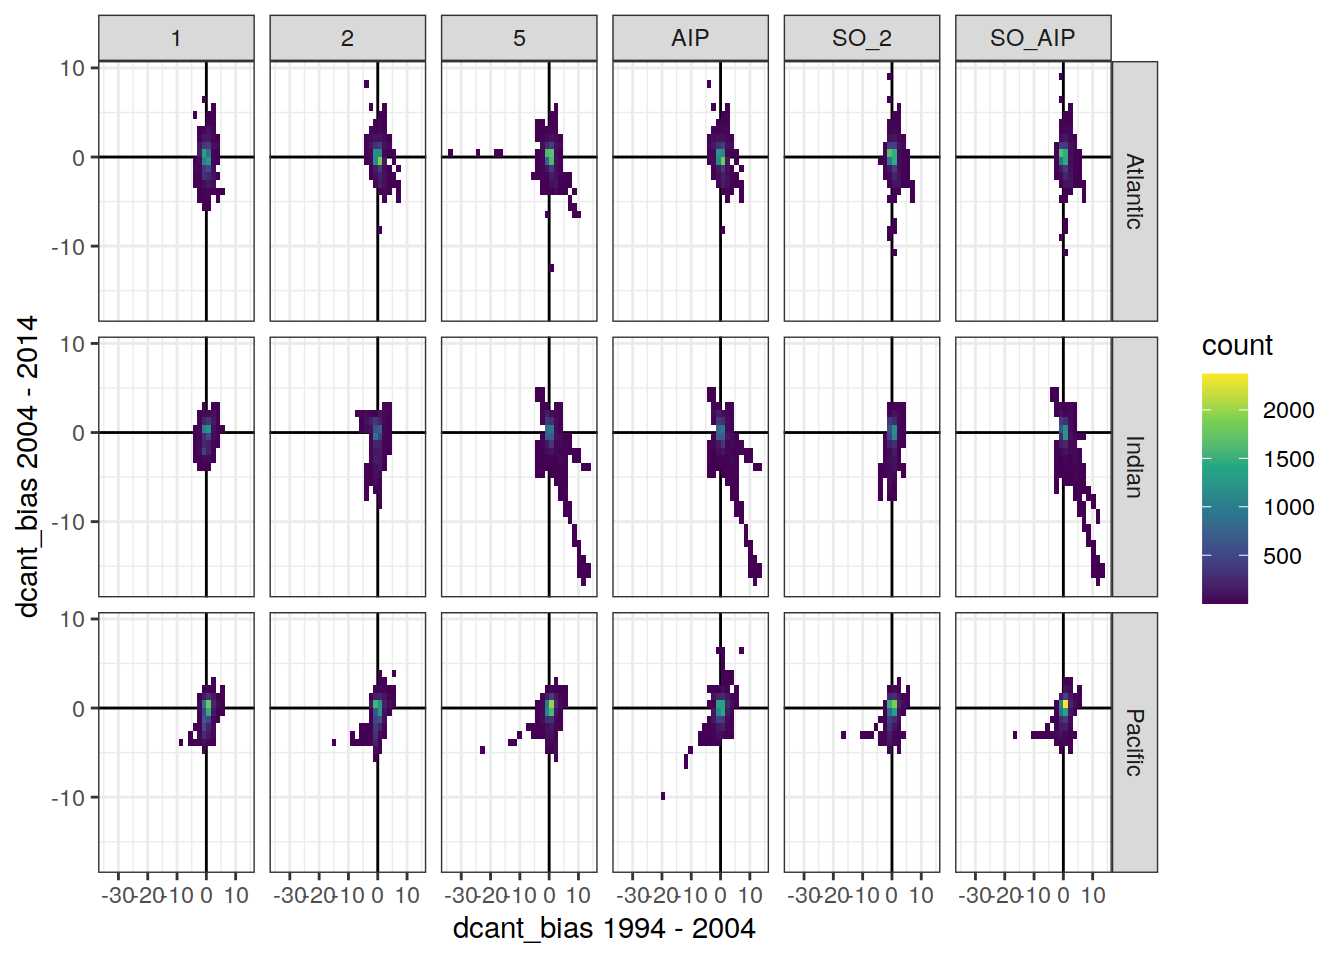 1 2 5 AIP SO_2 SO_AIP
10
0
-10
Atlantic
10
0
-10
Indian
10
0
-10
Pacific
-30 -20 -10 0 10 -30 -20 -10 0 10 -30 -20 -10 0 10 -30 -20 -10 0 10 -30 -20 -10 0 10 -30 -20 -10 0 10
dcant_bias 1994 - 2004
dcant_bias 2004 - 2014
count
2000
1500
1000
500